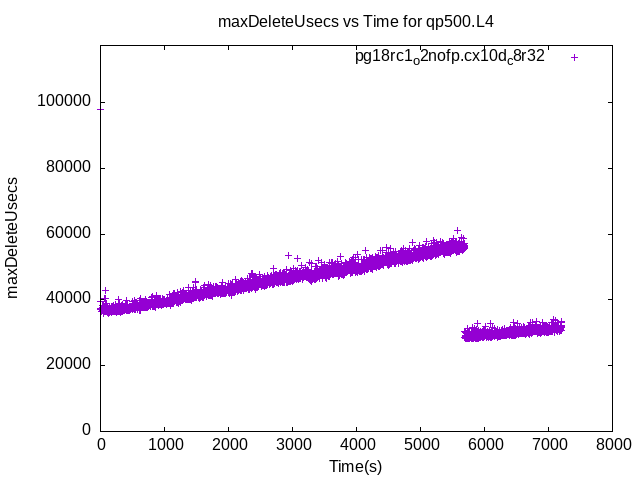 maxDeleteUsecs vs Time for qp500.L4
pg18rc1o2nofp.cx10dc8r32
100000
80000
60000
40000
20000
0
maxDeleteUsecs
0 1000 2000 3000 4000 5000 6000 7000 8000
Time(s)